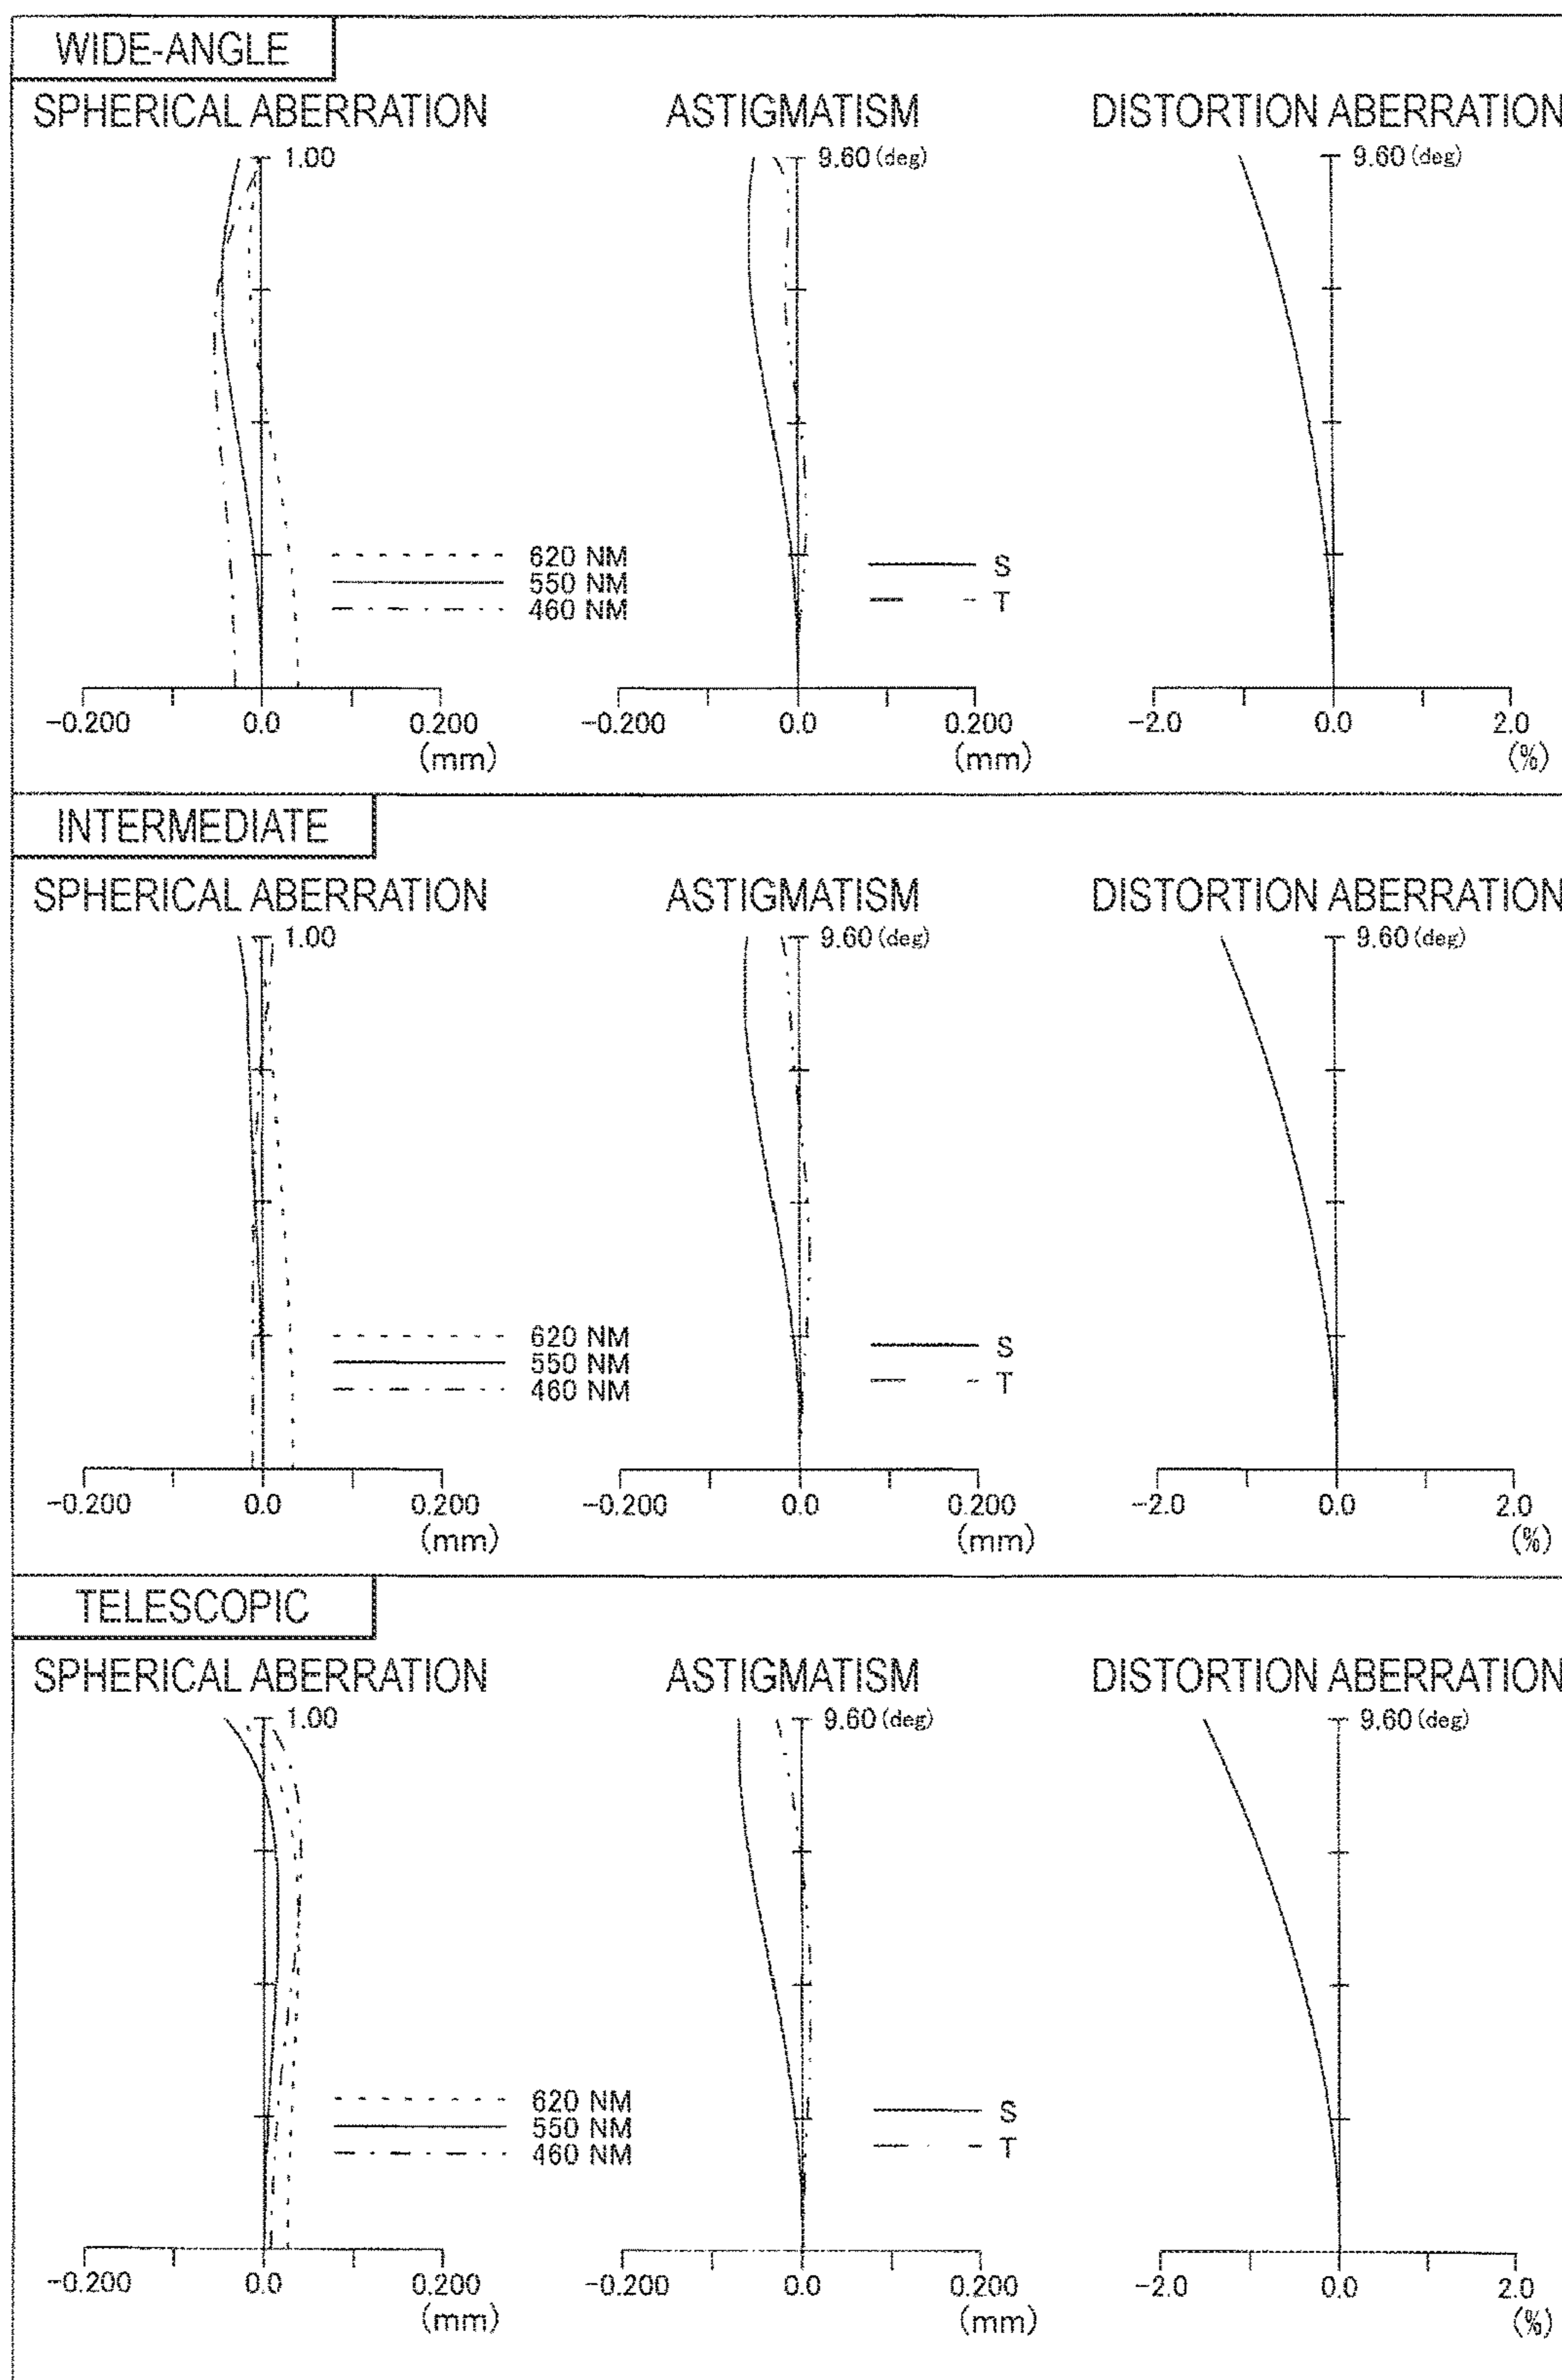 WIDE-ANGLE
SPHERICAL ABERRATION
1.00
620 NM
550 NM
460 NM
-0.200
0.0
0.200
(mm)
ASTIGMATISM
9.60 (deg)
S
T
-0.200
0.0
0.200
(mm)
DISTORTION ABERRATION
9.60 (deg)
-2.0
0.0
2.0
(%)
INTERMEDIATE
SPHERICAL ABERRATION
1.00
620 NM
550 NM
460 NM
-0.200
0.0
0.200
(mm)
ASTIGMATISM
9.60 (deg)
S
T
-0.200
0.0
0.200
(mm)
DISTORTION ABERRATION
9.60 (deg)
-2.0
0.0
2.0
(%)
TELESCOPIC
SPHERICAL ABERRATION
1.00
620 NM
550 NM
460 NM
-0.200
0.0
0.200
(mm)
ASTIGMATISM
9.60 (deg)
S
T
-0.200
0.0
0.200
(mm)
DISTORTION ABERRATION
9.60 (deg)
-2.0
0.0
2.0
(%)